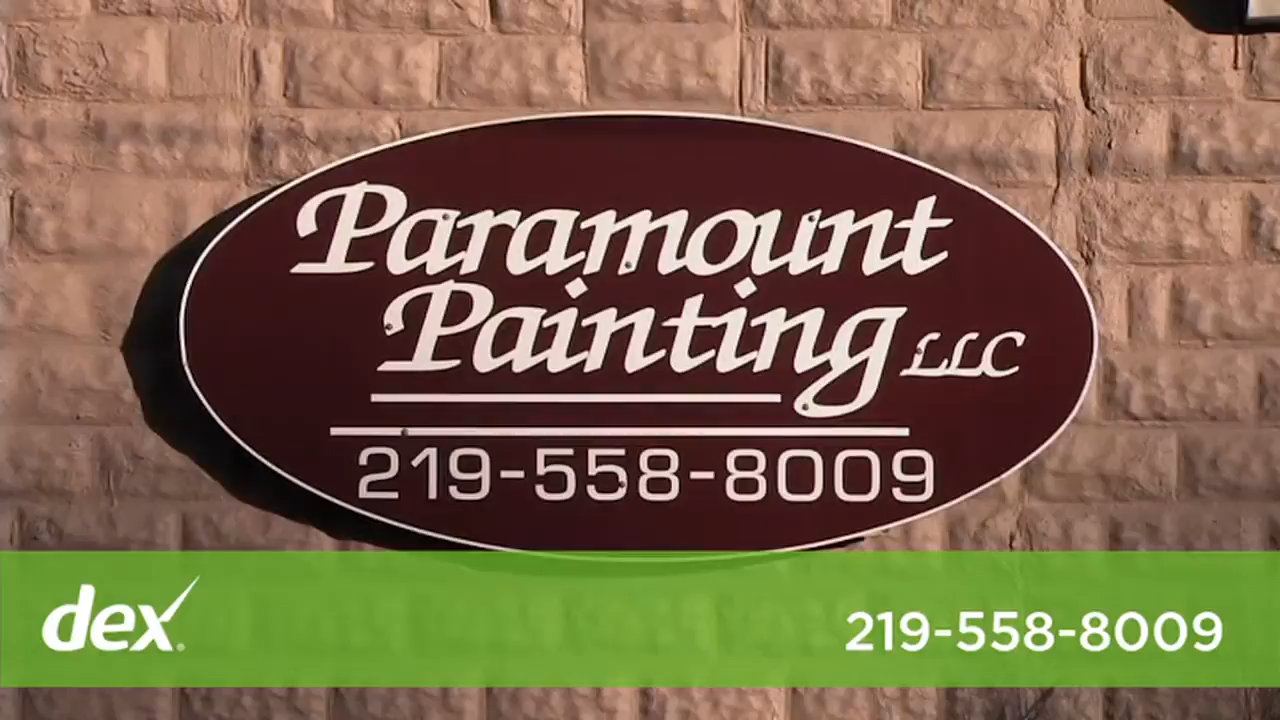 Paramount
Painting LLC
219-558-8009
dex
219-558-8009